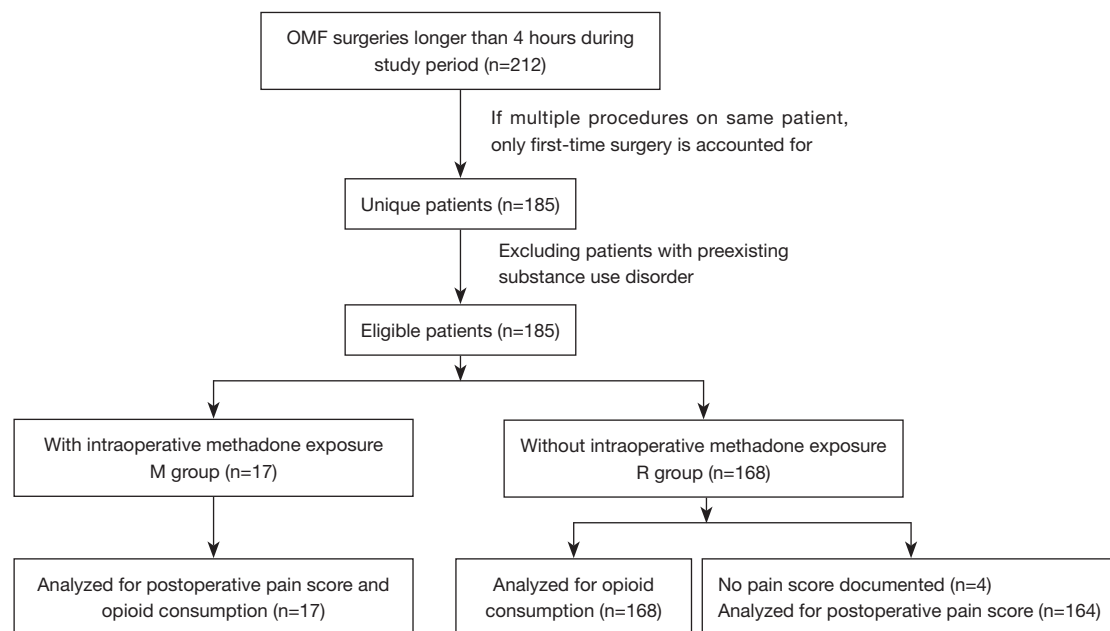 OMF surgeries longer than 4 hours during
study period (n=212)
If multiple procedures on same patient,
only first-time surgery is accounted for
Unique patients (n=185)
Excluding patients with preexisting
substance use disorder
Eligible patients (n=185)
With intraoperative methadone exposure
M group (n=17)
Without intraoperative methadone exposure
R group (n=168)
Analyzed for postoperative pain score and
opioid consumption (n=17)
Analyzed for opioid
consumption (n=168)
No pain score documented (n=4)
Analyzed for postoperative pain score (n=164)